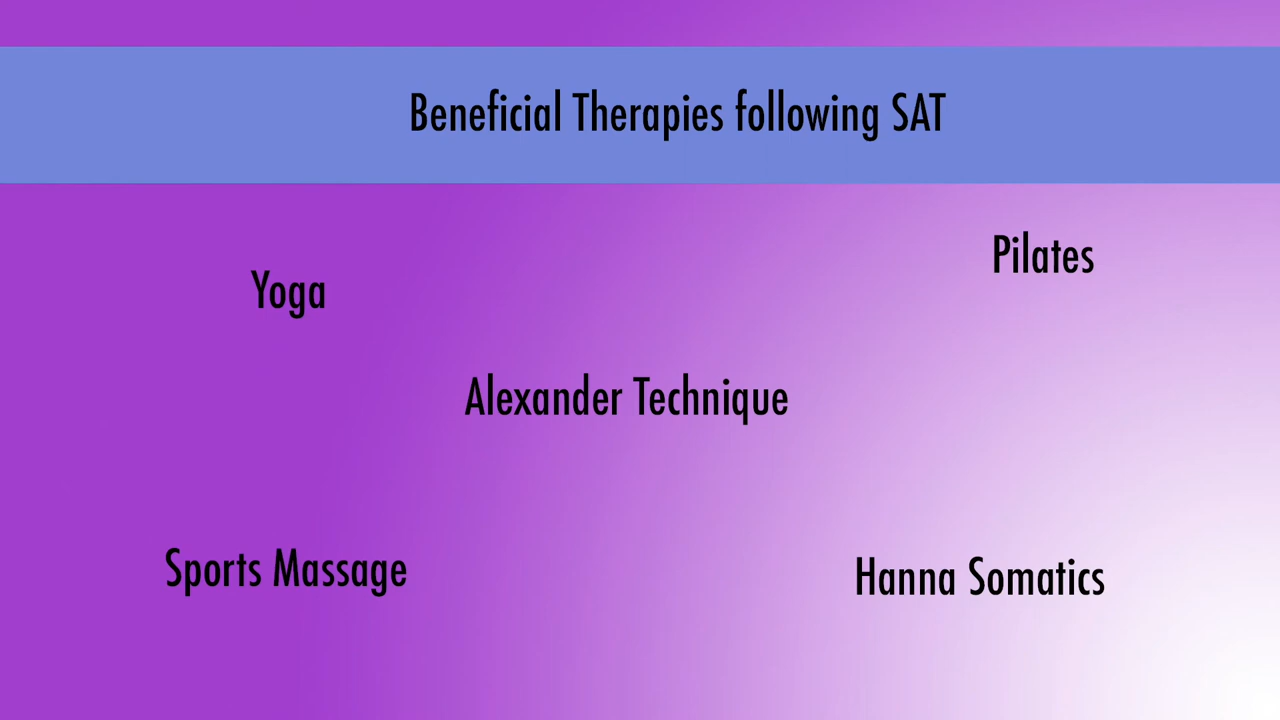 Beneficial Therapies following SAT
Pilates
Yoga
Alexander Technique
Sports Massage
Hanna Somatics